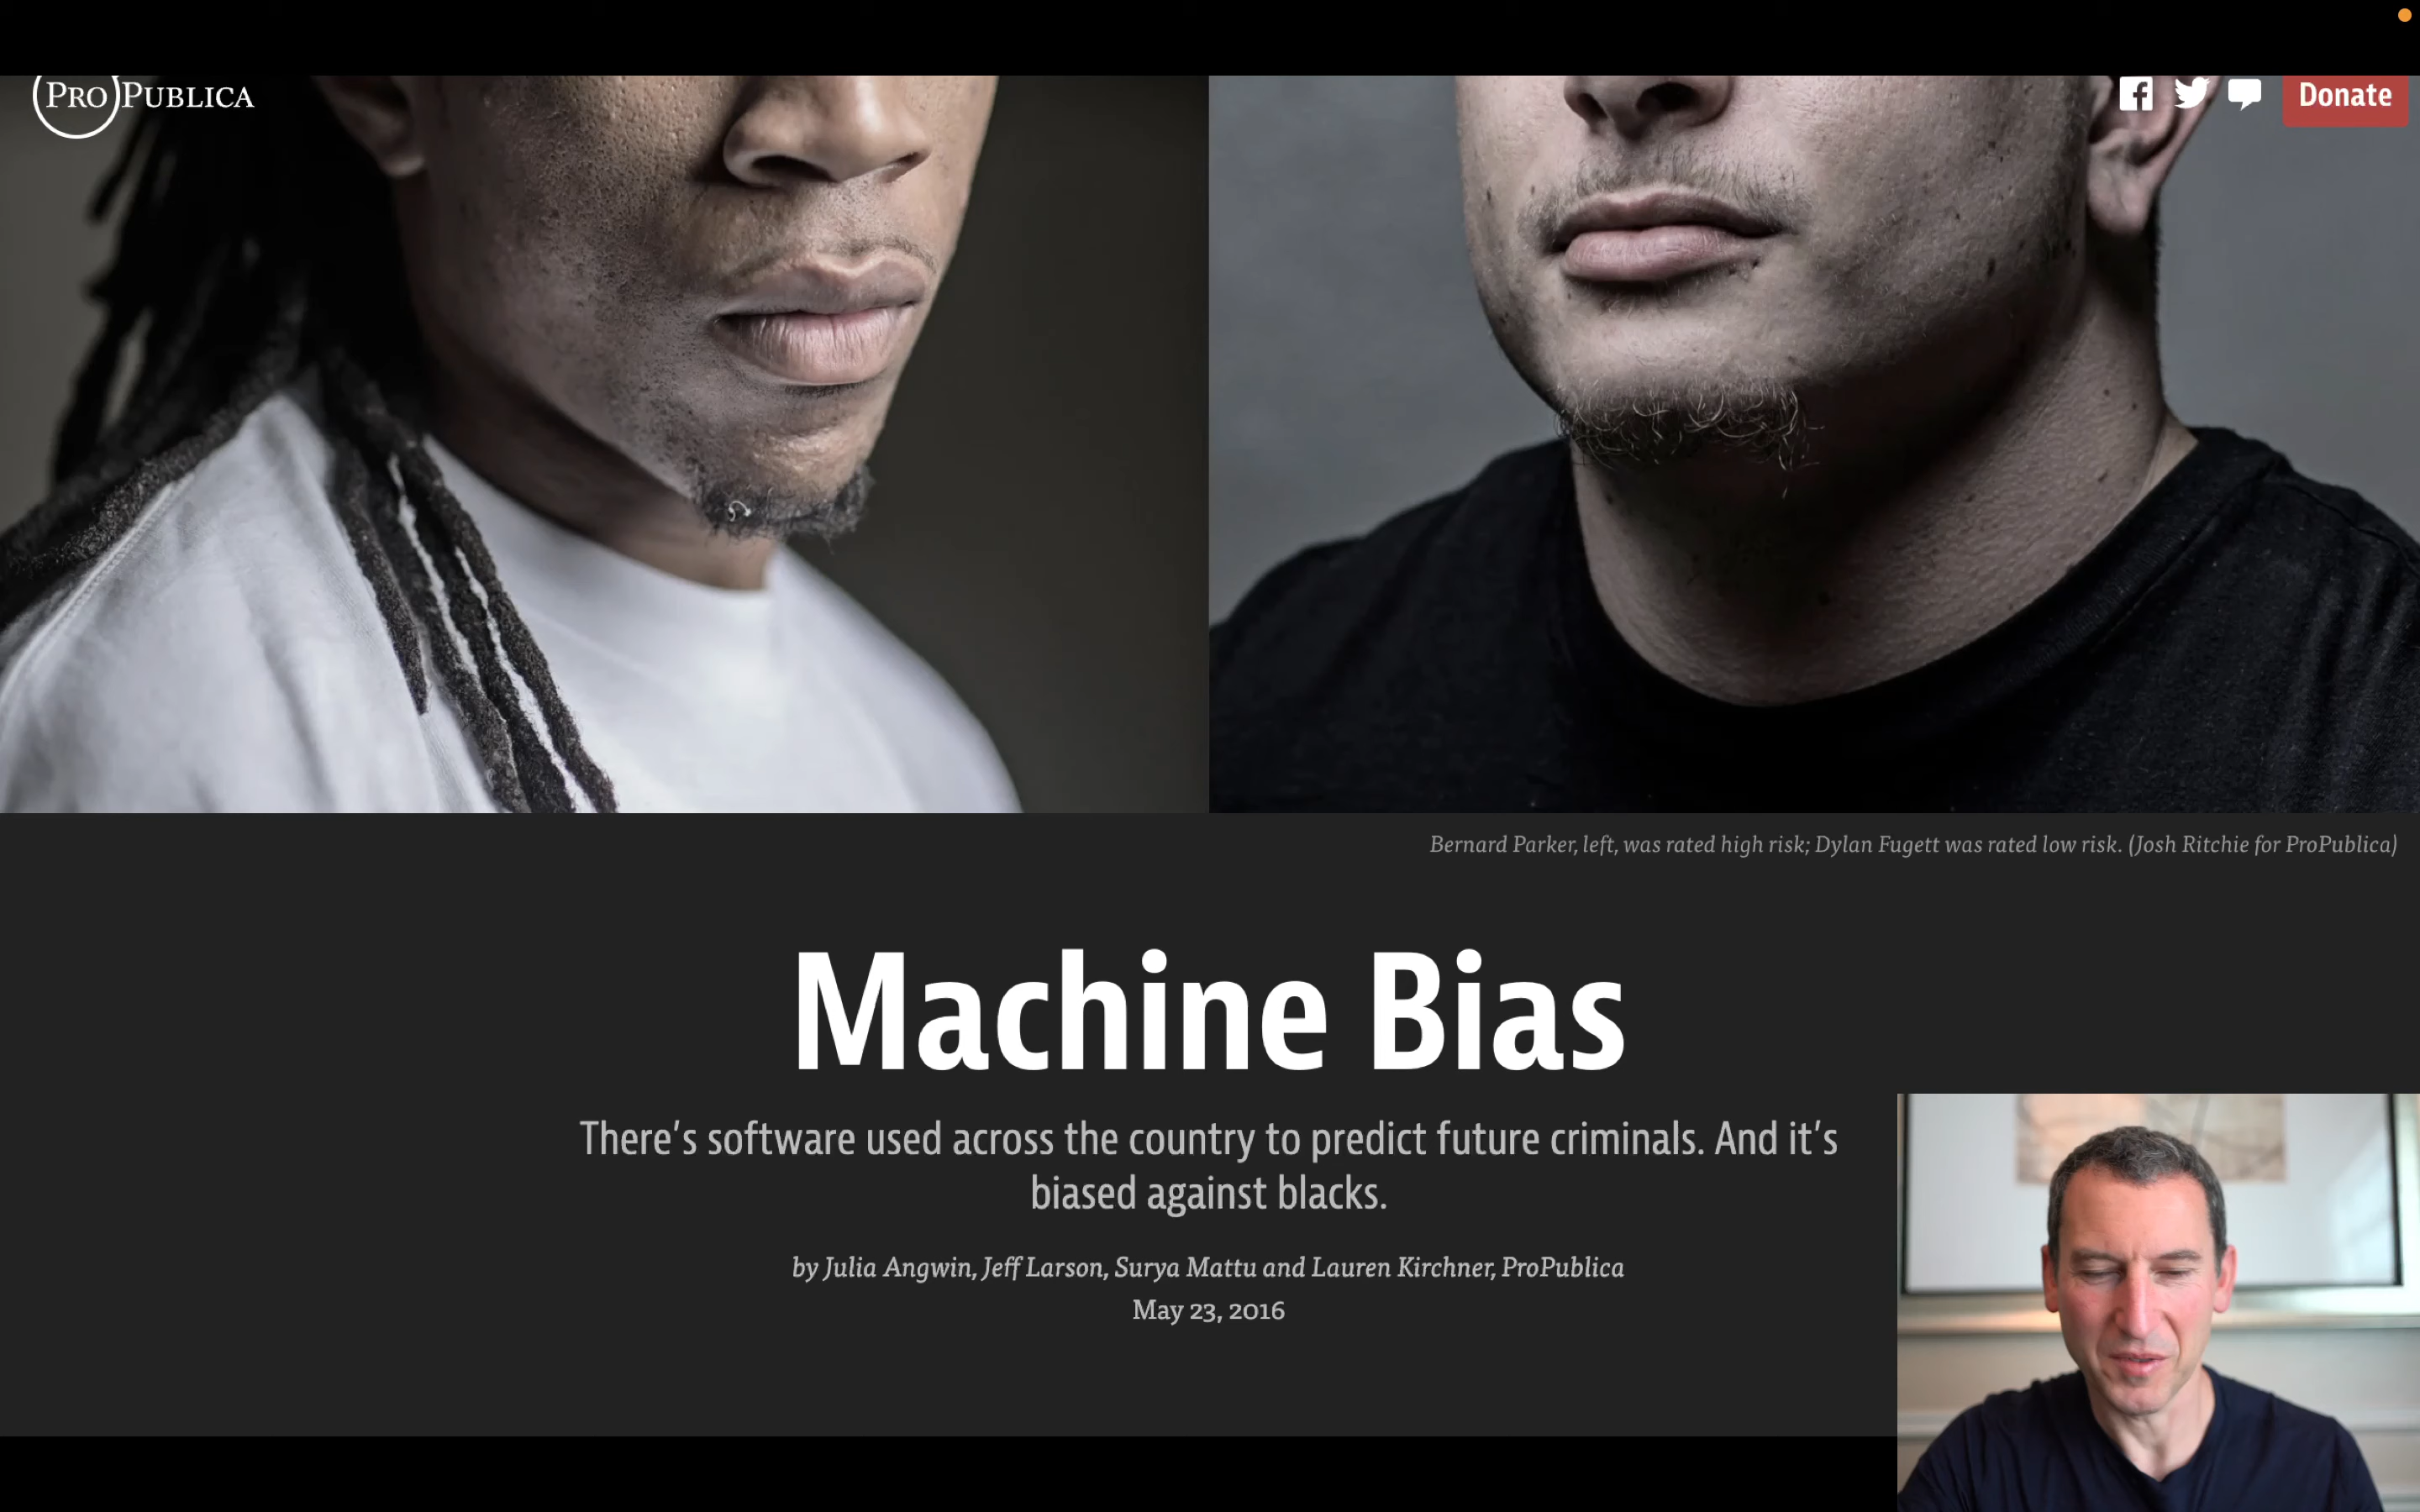 PROPUBLICA
Donate
Bernard Parker, left, was rated high risk; Dylan Fugett was rated low risk. (Josh Ritchie for ProPublica)
Machine Bias
There’s software used across the country to predict future criminals. And it’s
biased against blacks.
by Julia Angwin, Jeff Larson, Surya Mattu and Lauren Kirchner, ProPublica
May 23, 2016